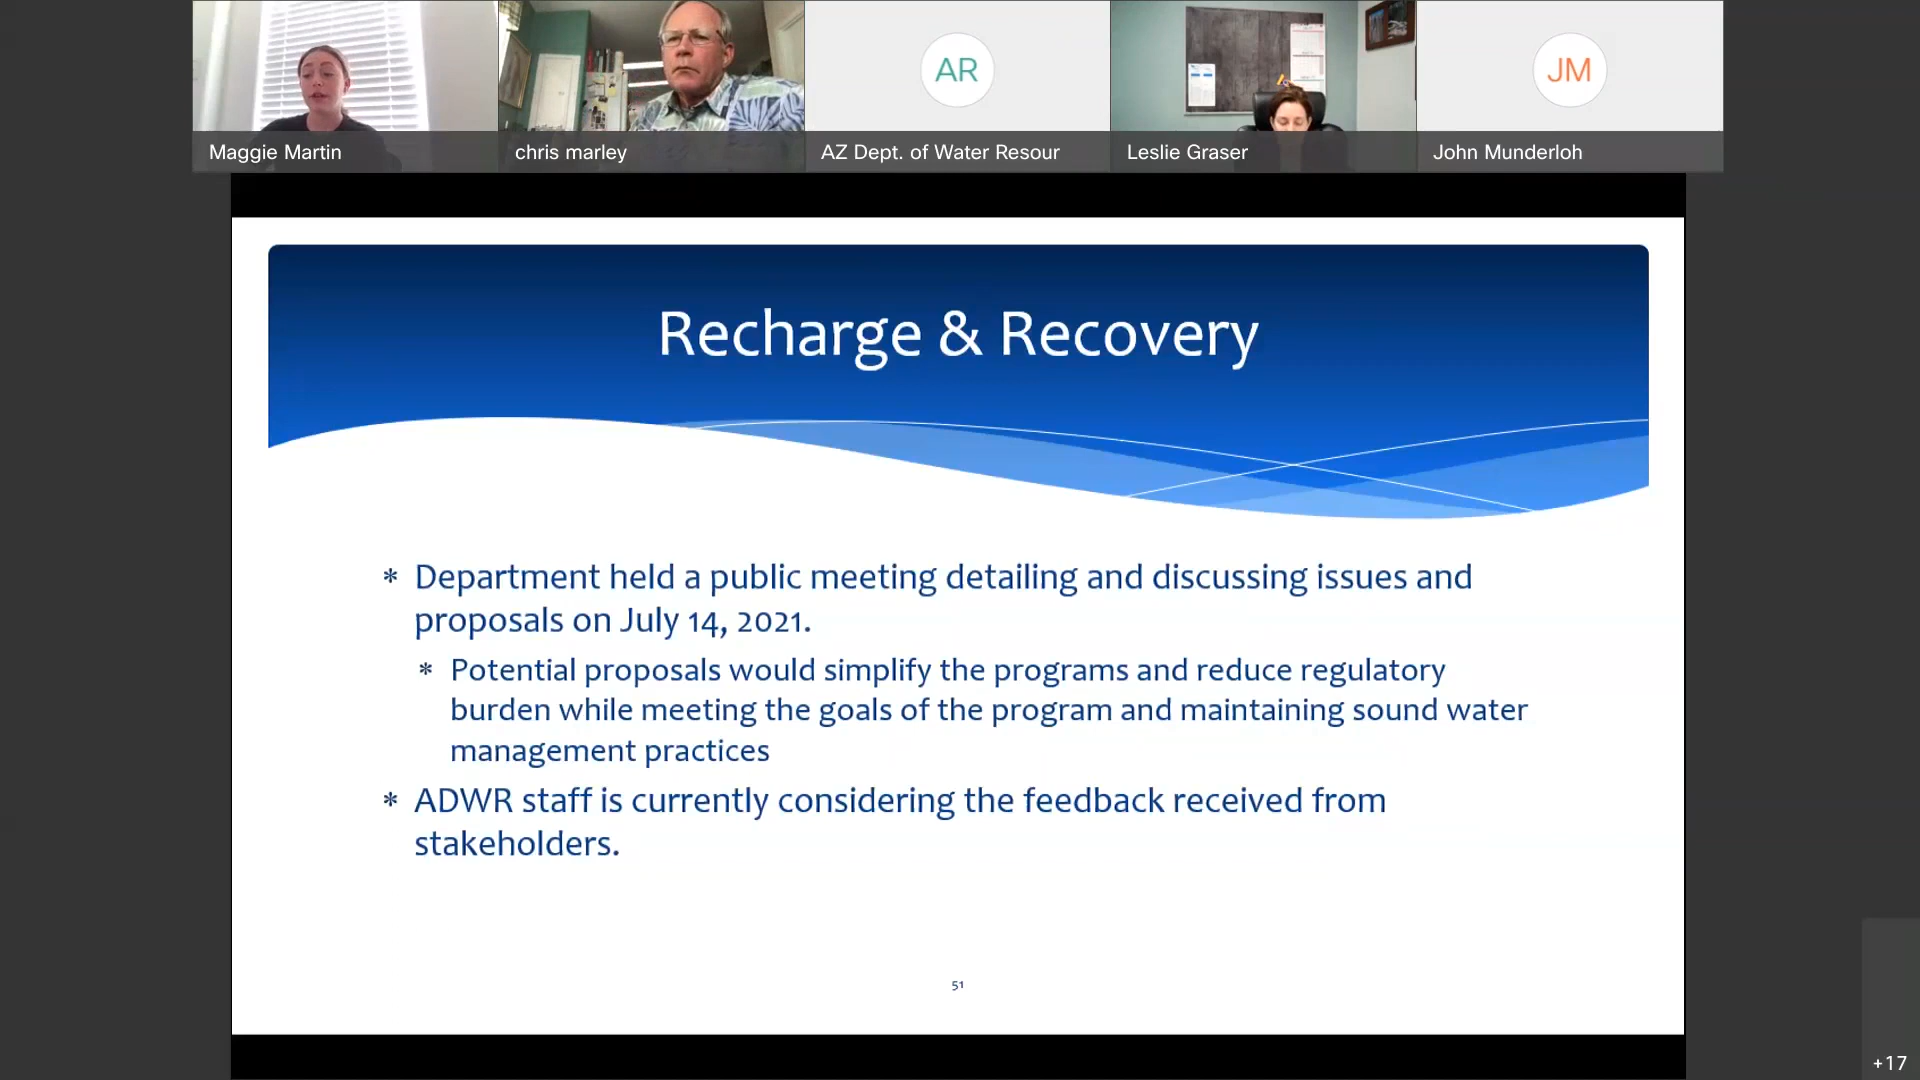 Maggie Martin
chris marley
AR
AZ Dept. of Water Resour
Leslie Graser
JM
John Munderloh
Recharge & Recovery
* Department held a public meeting detailing and discussing issues and
proposals on July 14, 2021.
* Potential proposals would simplify the programs and reduce regulatory
burden while meeting the goals of the program and maintaining sound water
management practices
* ADWR staff is currently considering the feedback received from
stakeholders.
51
+17